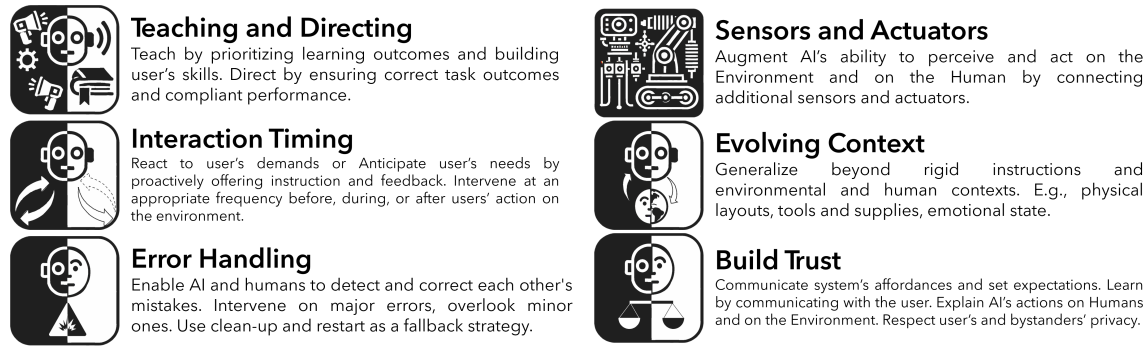 Teaching and Directing
Teach by prioritizing learning outcomes and building
user's skills. Direct by ensuring correct task outcomes
and compliant performance.
Interaction Timing
React to user's demands or Anticipate user's needs by
proactively offering instruction and feedback. Intervene at an
appropriate frequency before, during, or after users' action on
the environment.
Error Handling
Enable AI and humans to detect and correct each other's
mistakes. Intervene on major errors, overlook minor
ones. Use clean-up and restart as a fallback strategy.
Sensors and Actuators
Augment AI's ability to perceive and act on the
Environment and on the Human by connecting
additional sensors and actuators.
Evolving Context
Generalize beyond rigid instructions and
environmental and human contexts. E.g., physical
layouts, tools and supplies, emotional state.
Build Trust
Communicate system's affordances and set expectations. Learn
by communicating with the user. Explain AI's actions on Humans
and on the Environment. Respect user's and bystanders' privacy.